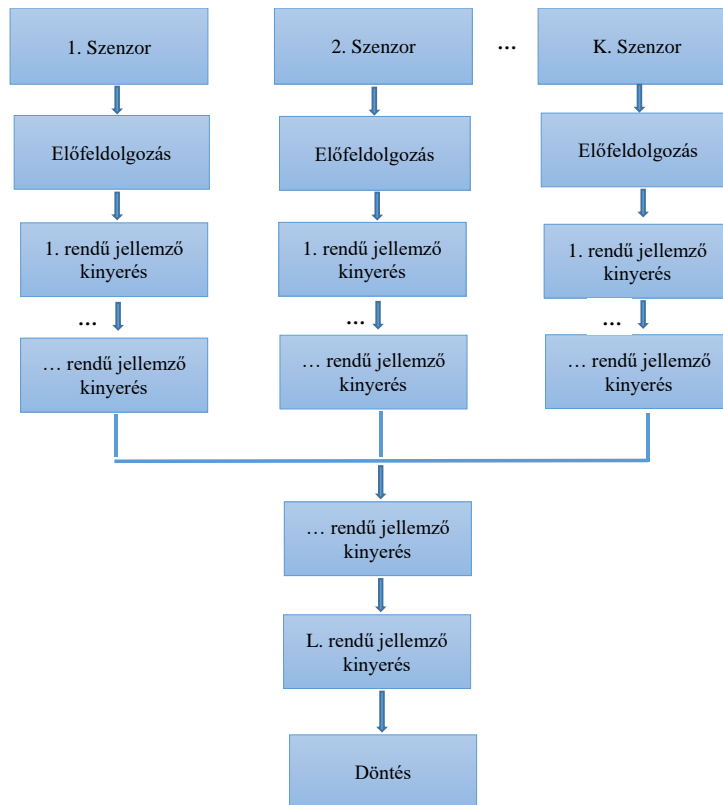 1. Szenzor
2. Szenzor
...
K. Szenzor
Előfeldolgozás
Előfeldolgozás
Előfeldolgozás
1. rendű jellemző
kinyerés
1. rendű jellemző
kinyerés
1. rendű jellemző
kinyerés
...
...
...
… rendű jellemző
kinyerés
… rendű jellemző
kinyerés
… rendű jellemző
kinyerés
… rendű jellemző
kinyerés
L. rendű jellemző
kinyerés
Döntés